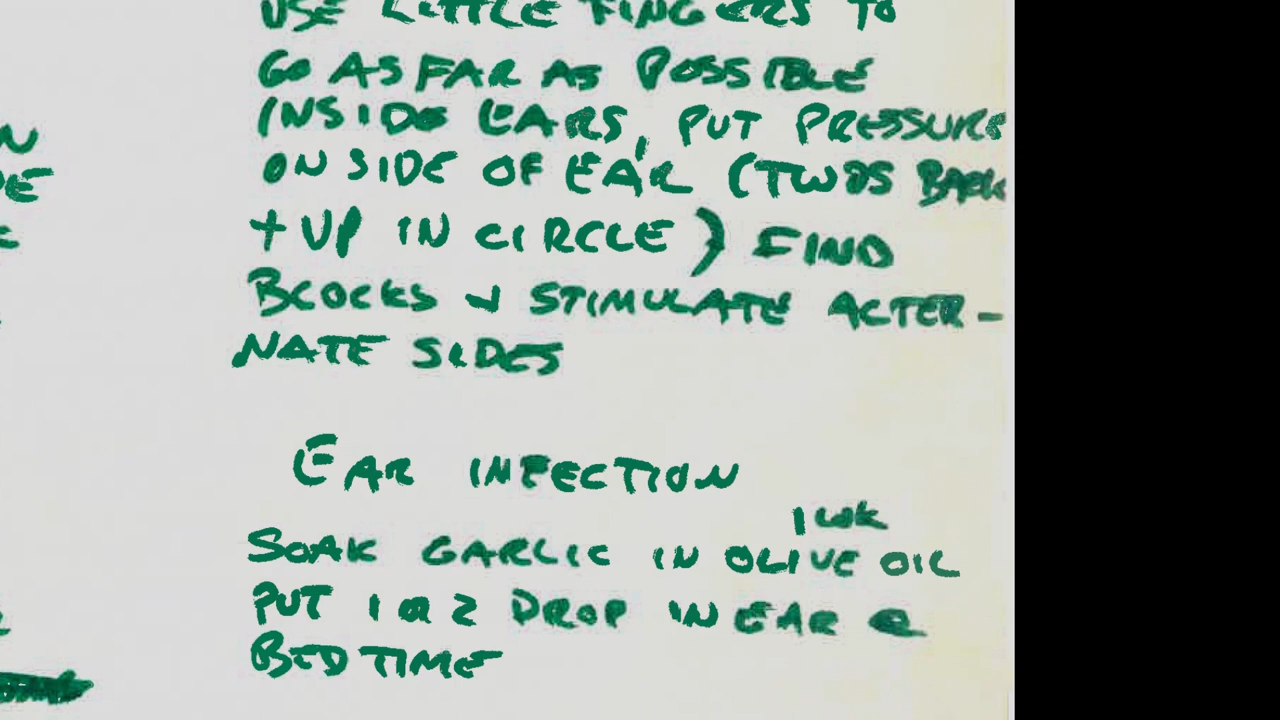 USE LITTLE FINGERS TO
GO AS FAR AS POSSIBLE
INSIDE EARS, PUT PRESSURE
ON SIDE OF EAR (TWDS BACK
+ UP IN CIRCLE) FIND
BLOCKS + STIMULATE ALTER-
NATE SIDES
EAR INFECTION
1 WK
SOAK GARLIC IN OLIVE OIL
PUT 1 OR 2 DROP IN EAR @
BEDTIME